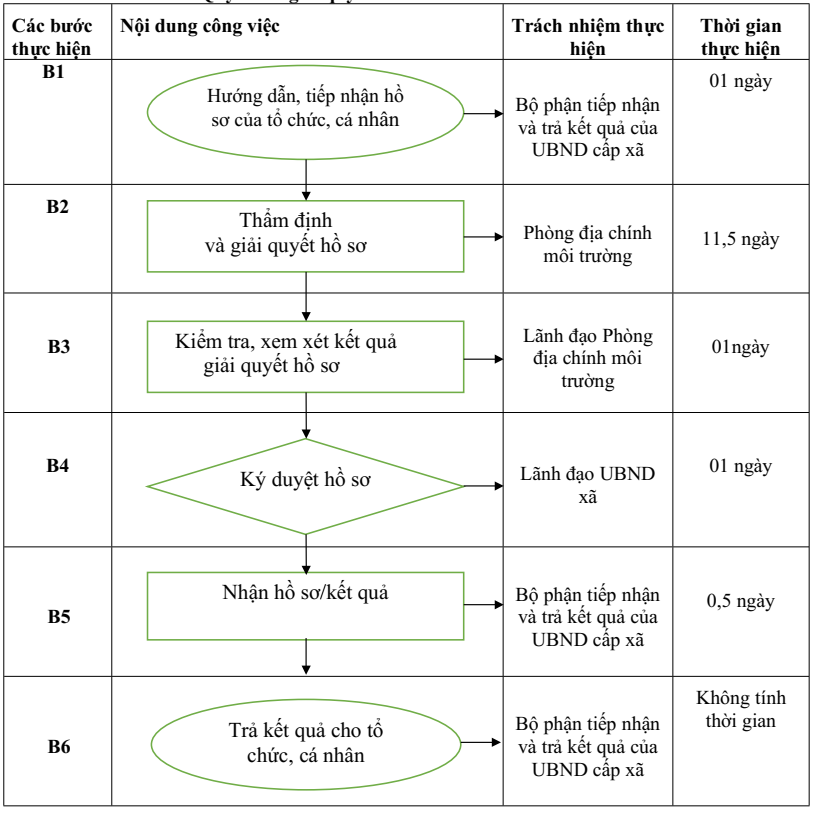 Các bước
thực hiện
Nội dung công việc
Trách nhiệm thực
hiện
Thời gian
thực hiện
B1
Hướng dẫn, tiếp nhận hồ
sơ của tổ chức, cá nhân
Bộ phận tiếp nhận
và trả kết quả của
UBND cấp xã
01 ngày
B2
Thẩm định
và giải quyết hồ sơ
Phòng địa chính
môi trường
11,5 ngày
B3
Kiểm tra, xem xét kết quả
giải quyết hồ sơ
Lãnh đạo Phòng
địa chính môi
trường
01ngày
B4
Ký duyệt hồ sơ
Lãnh đạo UBND
xã
01 ngày
B5
Nhận hồ sơ/kết quả
Bộ phận tiếp nhận
và trả kết quả của
UBND cấp xã
0,5 ngày
B6
Trả kết quả cho tổ
chức, cá nhân
Bộ phận tiếp nhận
và trả kết quả của
UBND cấp xã
Không tính
thời gian